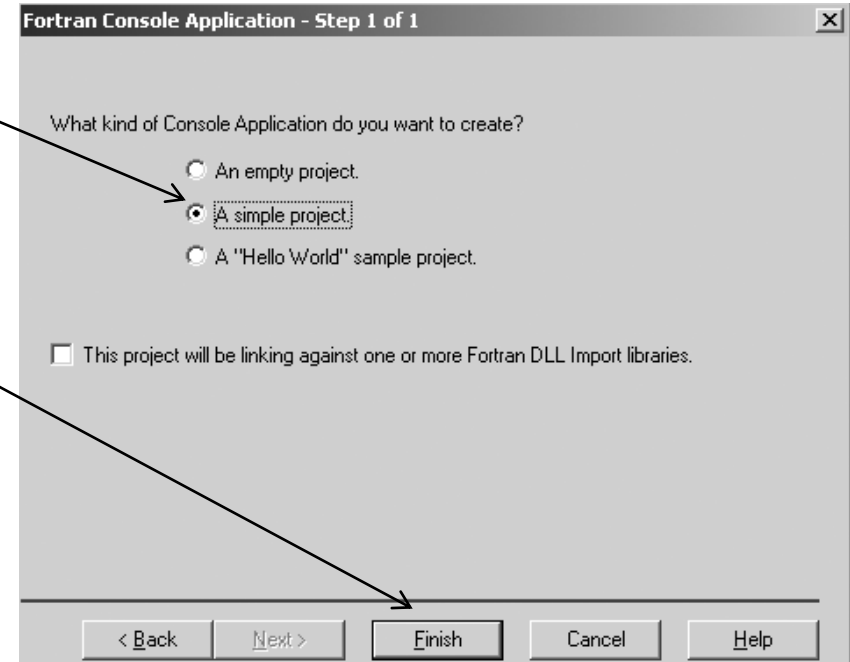 Fortran Console Application - Step 1 of 1
What kind of Console Application do you want to create?
An empty project.
A simple project.
A "Hello World" sample project.
This project will be linking against one or more Fortran DLL Import libraries.
< Back Next > Finish Cancel Help